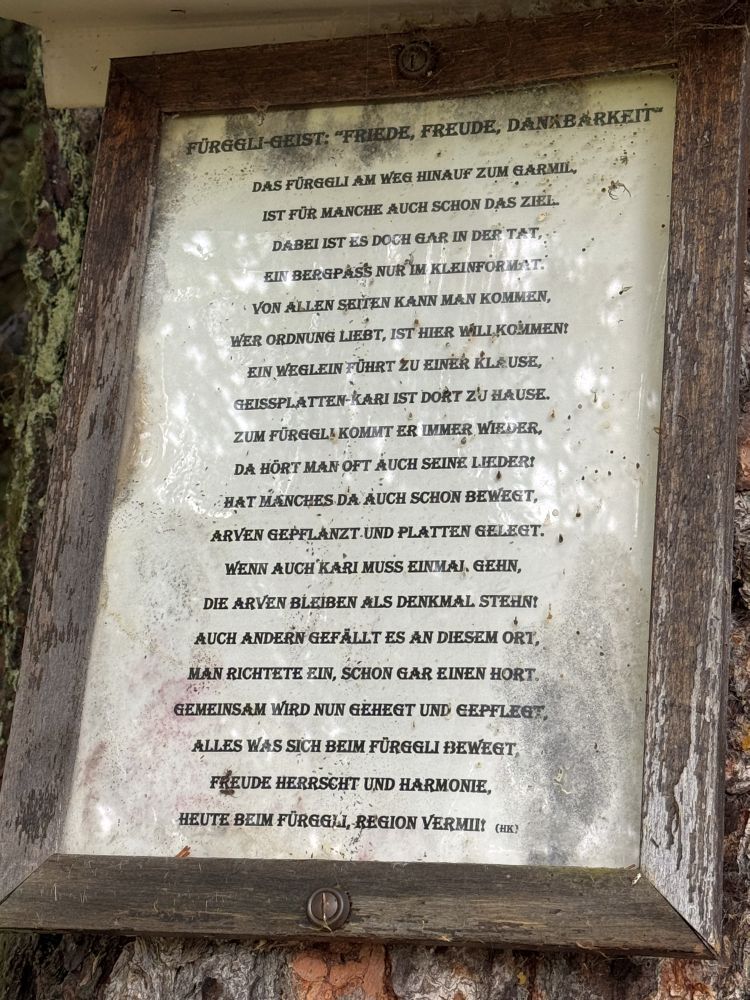 FÜRGGLI-GEIST: "FRIEDE, FREUDE, DANKBARKEIT"
DAS FÜRGGLI AM WEG HINAUF ZUM GARMIL,
IST FÜR MANCHE AUCH SCHON DAS ZIEL.
DABEI IST ES DOCH GAR IN DER TAT,
EIN BERGPASS NUR IM KLEINFORMAT.
VON ALLEN SEITEN KANN MAN KOMMEN,
WER ORDNUNG LIEBT, IST HIER WILLKOMMEN!
EIN WEGLEIN FÜHRT ZU EINER KLAUSE,
GEISSPLATTEN-KARI IST DORT ZU HAUSE.
ZUM FÜRGGLI KOMMT ER IMMER WIEDER,
DA HÖRT MAN OFT AUCH SEINE LIEDER!
HAT MANCHES DA AUCH SCHON BEWEGT,
ARVEN GEPFLANZT UND PLATTEN GELEGT.
WENN AUCH KARI MUSS EINMAL GEHN,
DIE ARVEN BLEIBEN ALS DENKMAL STEHN!
AUCH ANDERN GEFÄLLT ES AN DIESEM ORT,
MAN RICHTETE EIN, SCHON GAR EINEN HORT.
GEMEINSAM WIRD NUN GEHEGT UND GEPFLEGT,
ALLES WAS SICH BEIM FÜRGGLI BEWEGT,
FREUDE HERRSCHT UND HARMONIE,
HEUTE BEIM FÜRGGLI, REGION VERMII! (HK)